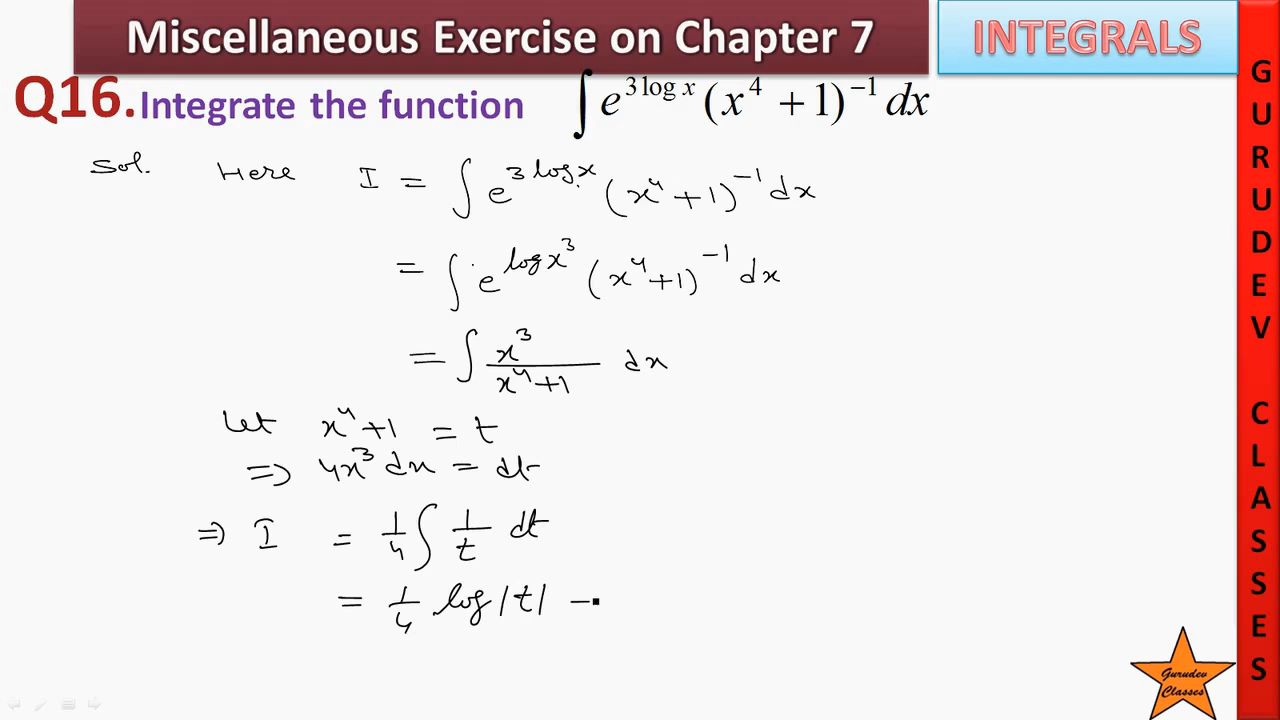 Miscellaneous Exercise on Chapter 7
INTEGRALS
Q16. Integrate the function ∫ e^{3 log x} (x^4 + 1)^{-1} dx
Sol. Here I = ∫ e^{3 log x} (x^4 + 1)^{-1} dx
= ∫ e^{log x^3} (x^4 + 1)^{-1} dx
= ∫ x^3 / (x^4 + 1) dx
Let x^4 + 1 = t
⇒ 4x^3 dx = dt
⇒ I = 1/4 ∫ 1/t dt
= 1/4 log |t| -
GURUDEV CLASSES
Gurudev
Classes